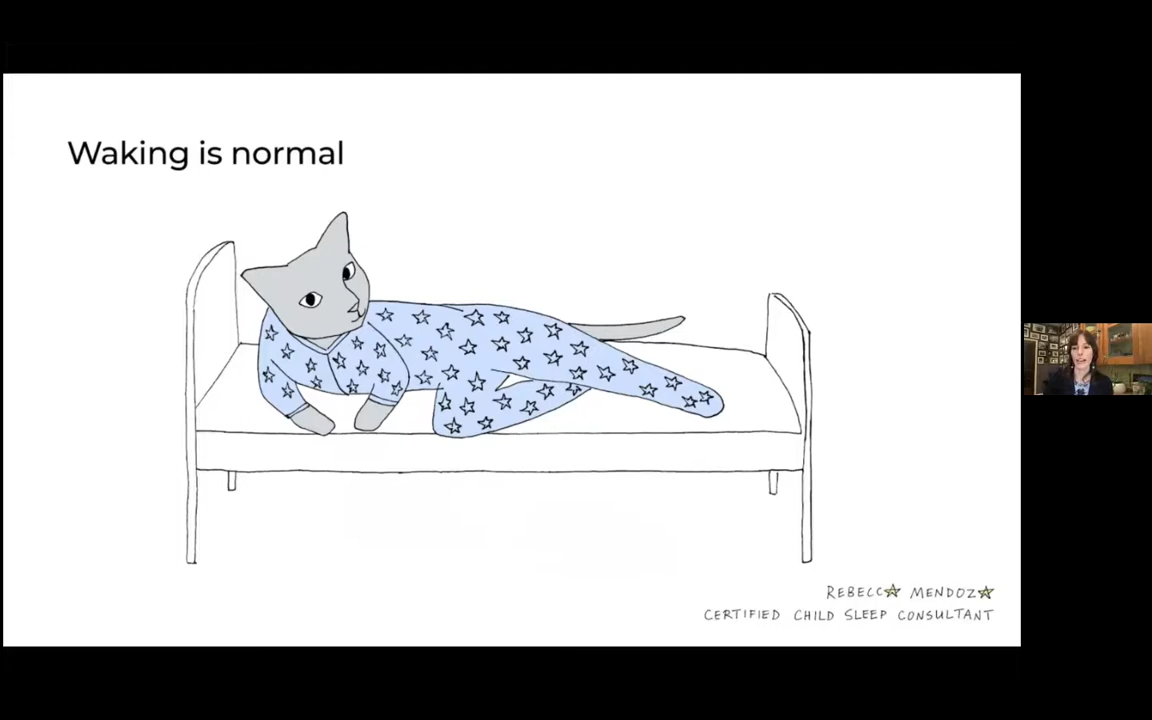 Waking is normal
REBECC★ MENDOZ★
CERTIFIED CHILD SLEEP CONSULTANT